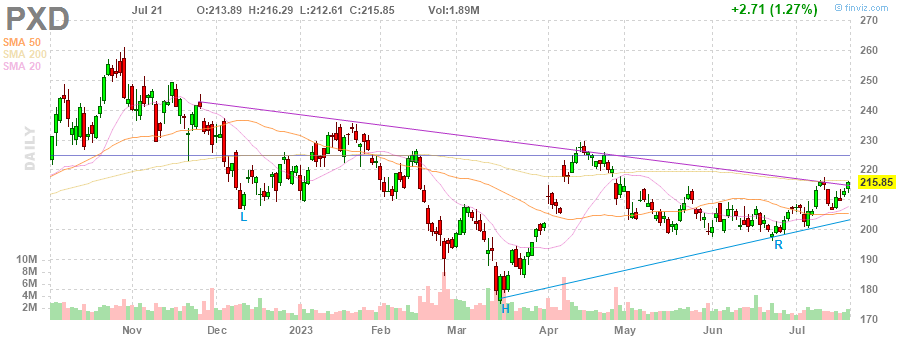 PXD Jul 21 O:213.89 H:216.29 L:212.61 C:215.85 Vol:1.89M +2.71 (1.27%) © finviz.com
SMA 50
SMA 200
SMA 20
DAILY
270
260
250
240
230
220
215.85
210
200
190
180
170
10M
8M
6M
4M
2M
L
H
R
Nov Dec 2023 Feb Mar Apr May Jun Jul